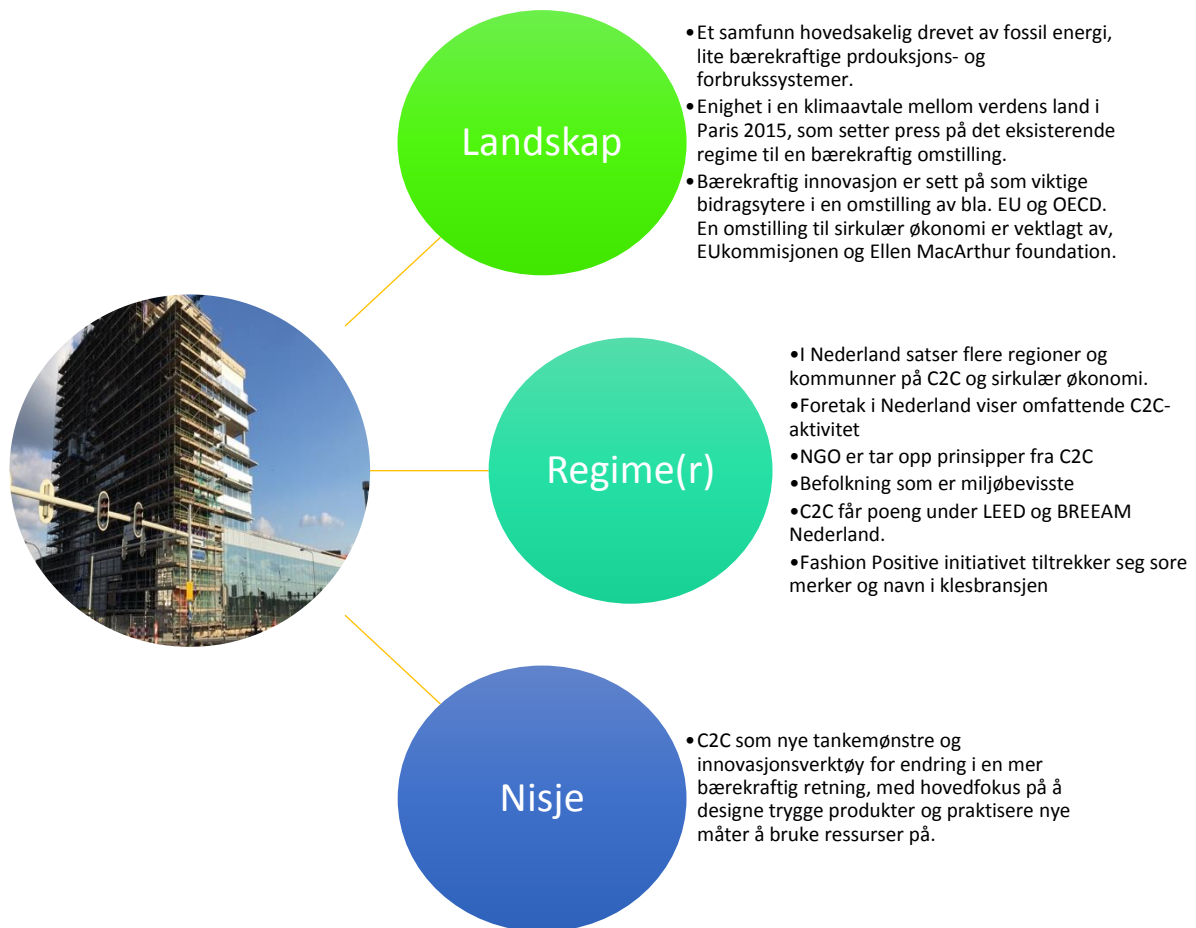 Landskap
•Et samfunn hovedsakelig drevet av fossil energi,
lite bærekraftige prdouksjons- og
forbrukssystemer.
•Enighet i en klimaavtale mellom verdens land i
Paris 2015, som setter press på det eksisterende
regime til en bærekraftig omstilling.
•Bærekraftig innovasjon er sett på som viktige
bidragsytere i en omstilling av bla. EU og OECD.
En omstilling til sirkulær økonomi er vektlagt av,
EUkommisjonen og Ellen MacArthur foundation.
Regime(r)
•I Nederland satser flere regioner og
kommunner på C2C og sirkulær økonomi.
•Foretak i Nederland viser omfattende C2C-
aktivitet
•NGO er tar opp prinsipper fra C2C
•Befolkning som er miljøbevisste
•C2C får poeng under LEED og BREEAM
Nederland.
•Fashion Positive initiativet tiltrekker seg sore
merker og navn i klesbransjen
Nisje
•C2C som nye tankemønstre og
innovasjonsverktøy for endring i en mer
bærekraftig retning, med hovedfokus på å
designe trygge produkter og praktisere nye
måter å bruke ressurser på.